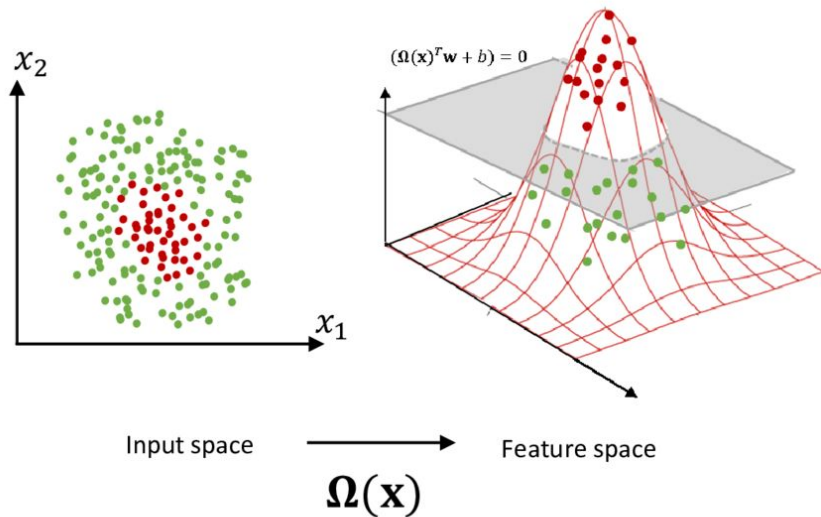 x₂
x₁
(Ω(x)ᵀw + b) = 0
Input space
Feature space
Ω(x)